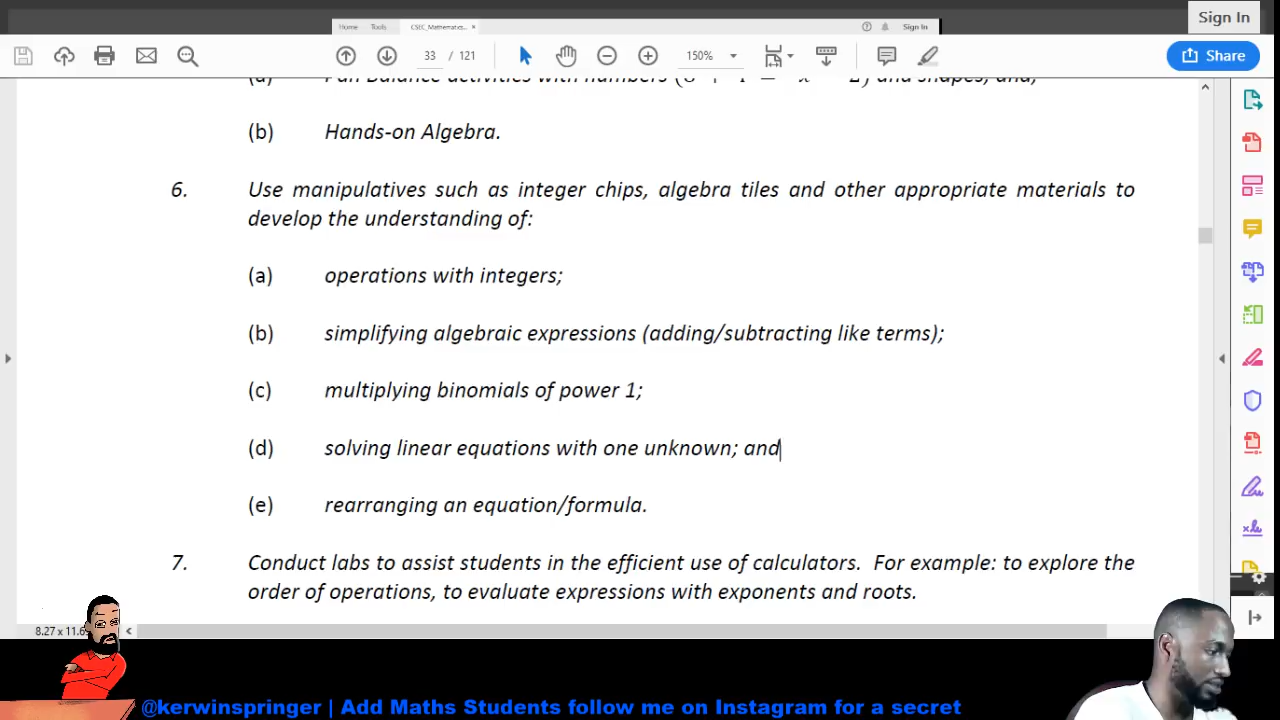 Sign In
Home Tools CSEC_Mathematics... × Sign In
33 / 121 150% Share
(b) Hands-on Algebra.
6. Use manipulatives such as integer chips, algebra tiles and other appropriate materials to
develop the understanding of:
(a) operations with integers;
(b) simplifying algebraic expressions (adding/subtracting like terms);
(c) multiplying binomials of power 1;
(d) solving linear equations with one unknown; and
(e) rearranging an equation/formula.
7. Conduct labs to assist students in the efficient use of calculators. For example: to explore the
order of operations, to evaluate expressions with exponents and roots.
@kerwinspringer | Add Maths Students follow me on Instagram for a secret